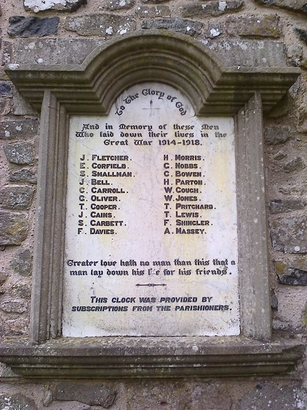 To The Glory of God
And in Memory of these Men
Who laid down their lives in the
Great War 1914-1918.
J. Fletcher. H. Morris.
E. Corfield. G. Hobbs.
S. Smallman. C. Bowen.
J. Bell. H. Parton.
C. Carroll. W. Couch.
G. Oliver. W. Jones.
T. Cooper. T. Pritchard.
J. Cains. T. Lewis.
S. Garbett. F. Shingler.
F. Davies. A. Massey.
Greater love hath no man than this that a
man lay down his life for his friends.
This clock was provided by
subscriptions from the parishioners.